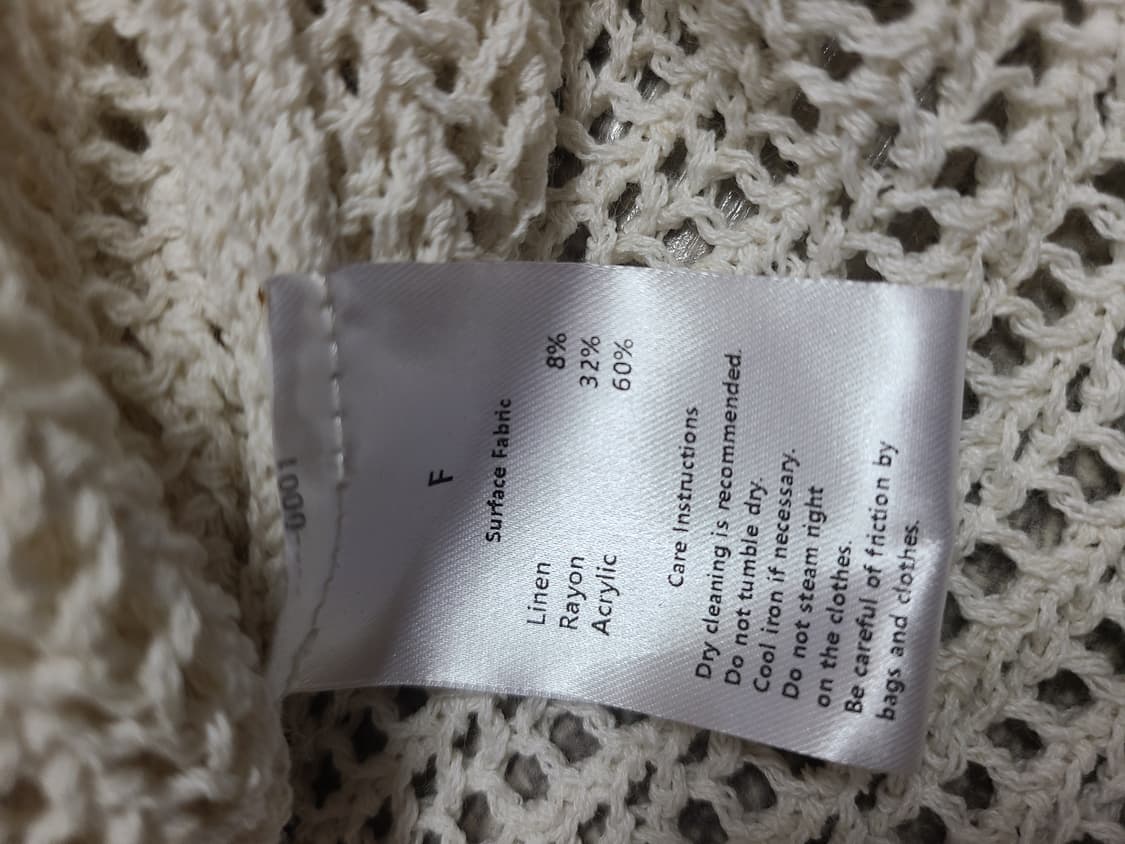 0001
F
Surface Fabric
Linen 8%
Rayon 32%
Acrylic 60%
Care Instructions
Dry cleaning is recommended.
Do not tumble dry.
Cool iron if necessary.
Do not steam right
on the clothes.
Be careful of friction by
bags and clothes.